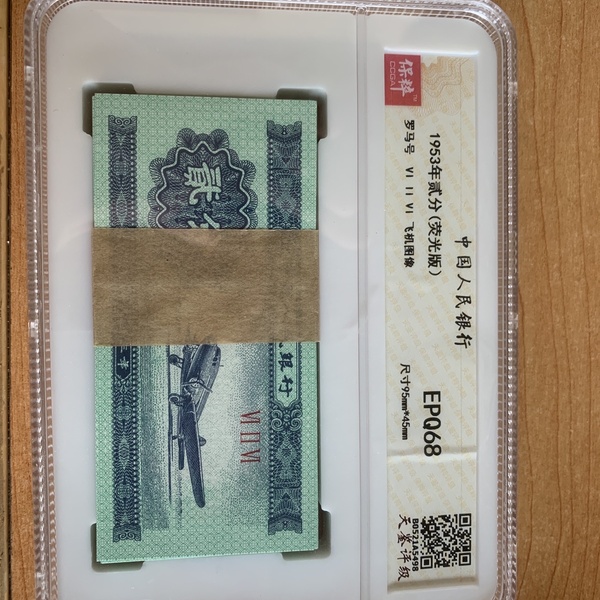 保粹
中国人民银行
1953年贰分(荧光版)
罗马号 VI II VI 飞机图像
EPQ68
尺寸95mm*45mm
B0521A5498
天鉴评级
贰
银行
VI II VI